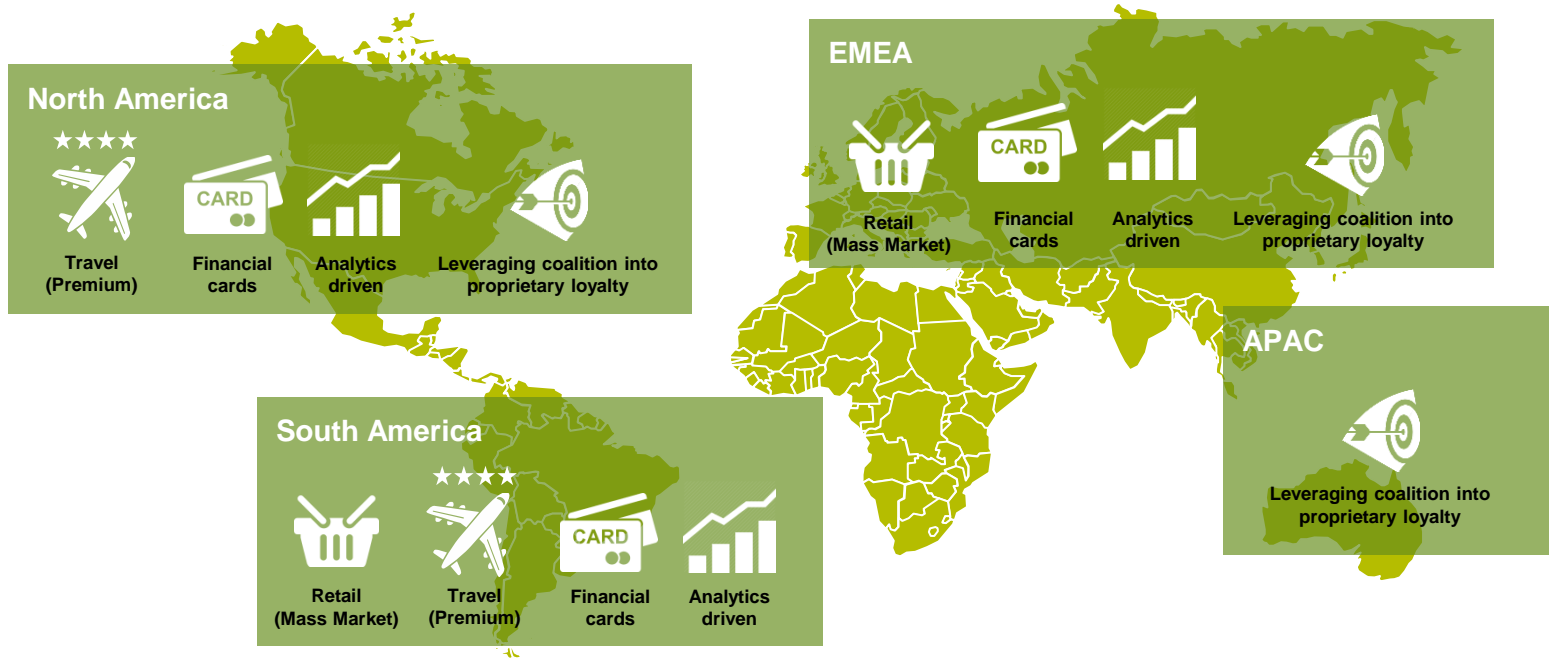 North America
CARD
Travel
(Premium)
Financial
cards
Analytics
driven
Leveraging coalition into
proprietary loyalty
EMEA
CARD
Retail
(Mass Market)
Financial
cards
Analytics
driven
Leveraging coalition into
proprietary loyalty
South America
CARD
Retail
(Mass Market)
Travel
(Premium)
Financial
cards
Analytics
driven
APAC
Leveraging coalition into
proprietary loyalty